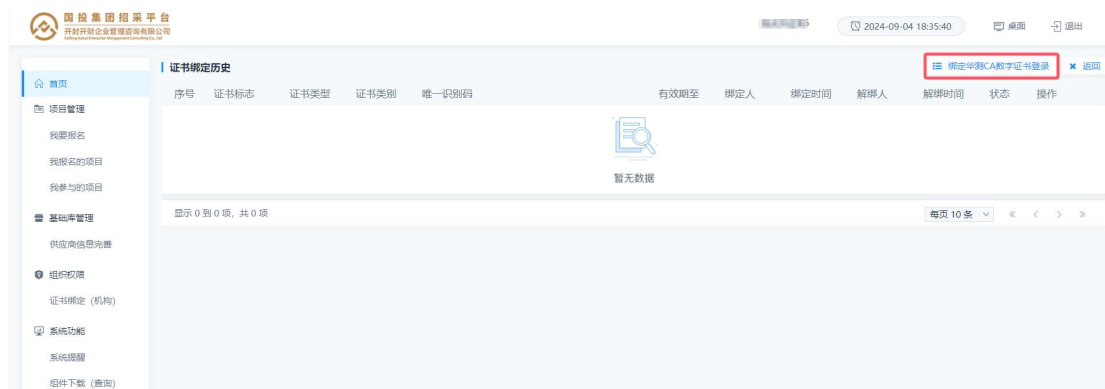 国投集团招采平台
开封开财企业管理咨询有限公司
2024-09-04 18:35:40
桌面
退出
证书绑定历史
绑定华测CA数字证书登录
返回
首页
序号 证书标志 证书类型 证书类别 唯一识别码 有效期至 绑定人 绑定时间 解绑人 解绑时间 状态 操作
项目管理
我要报名
我报名的项目
我参与的项目
暂无数据
显示 0 到 0 项, 共 0 项
每页 10 条
基础库管理
供应商信息完善
组织权限
证书绑定 (机构)
系统功能
系统提醒
组件下载 (查询)